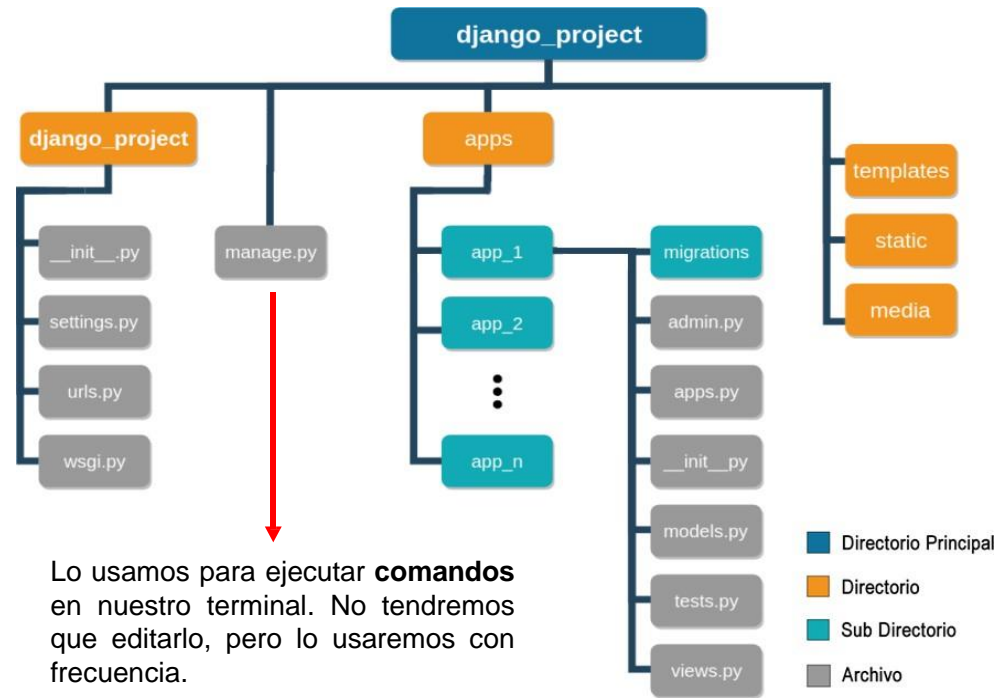 django_project
django_project
apps
templates
static
media
__init__.py
settings.py
urls.py
wsgi.py
manage.py
app_1
app_2
app_n
migrations
admin.py
apps.py
__init__py
models.py
tests.py
views.py
Lo usamos para ejecutar comandos
en nuestro terminal. No tendremos
que editarlo, pero lo usaremos con
frecuencia.
Directorio Principal
Directorio
Sub Directorio
Archivo